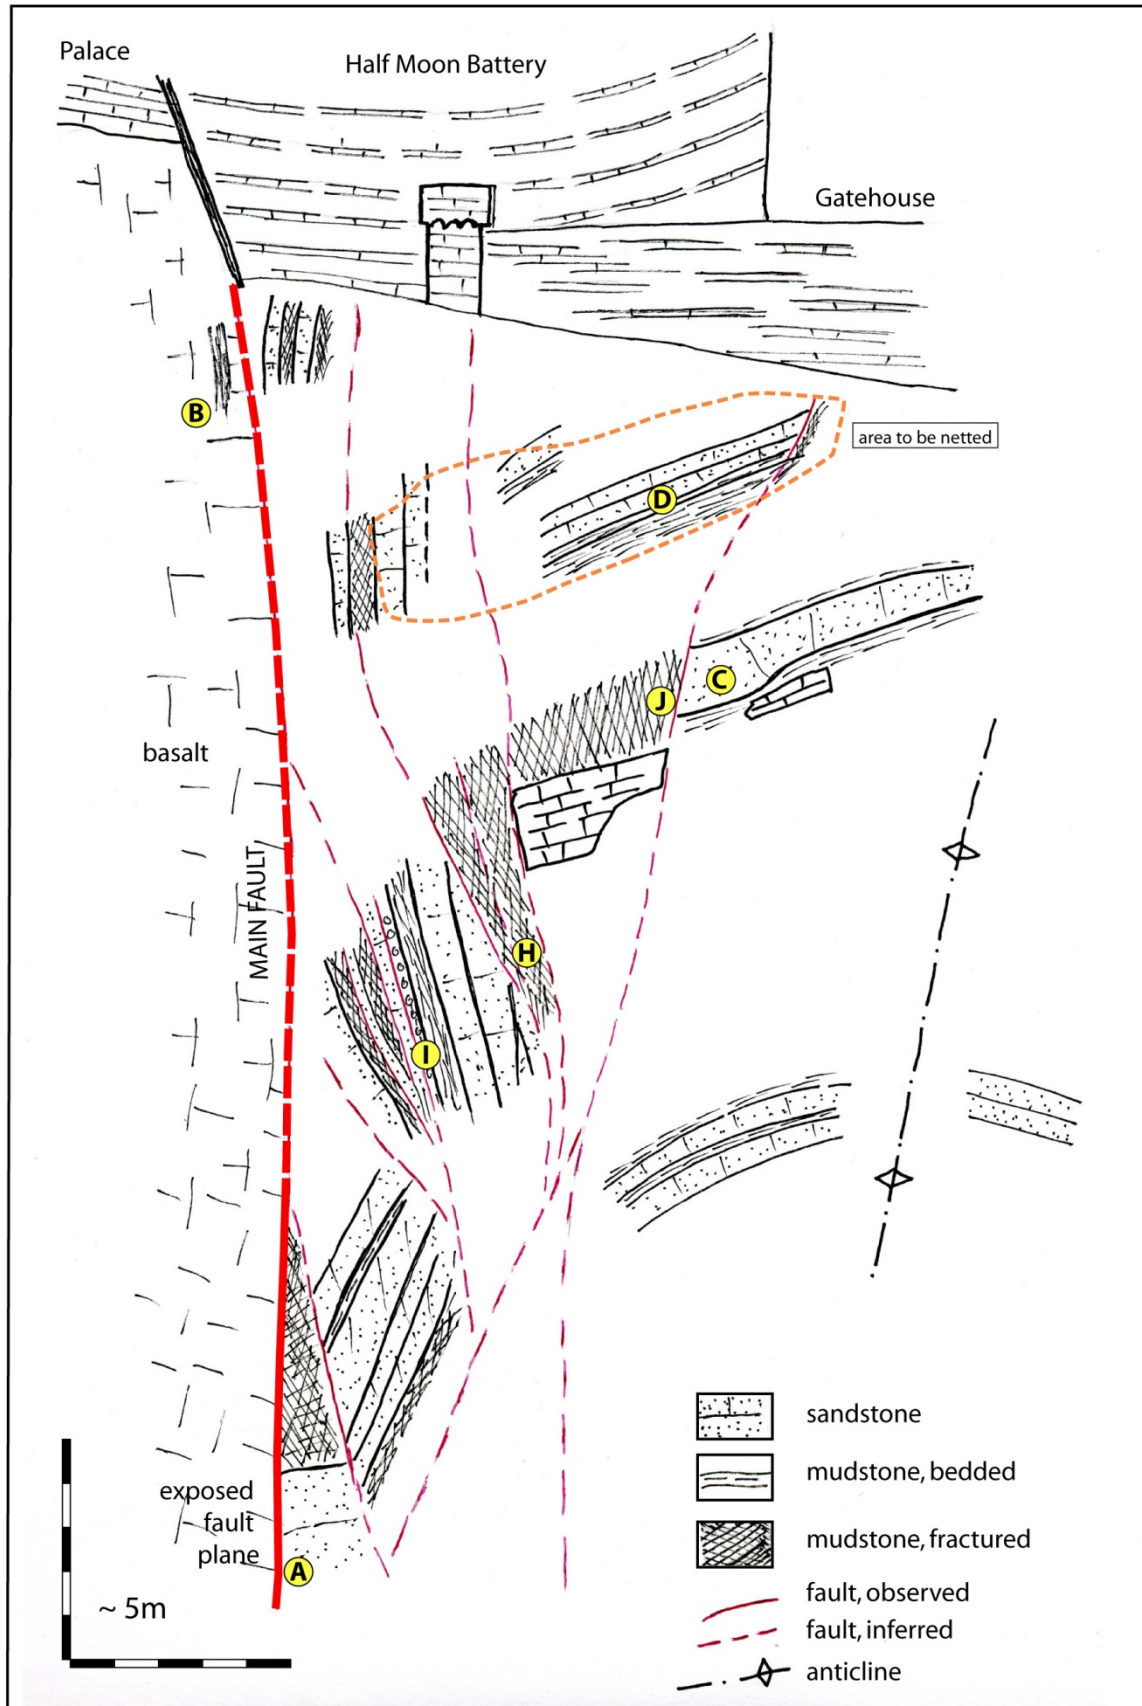 Palace
Half Moon Battery
Gatehouse
B
area to be netted
D
C
J
basalt
MAIN FAULT
H
I
exposed
fault
plane
A
~ 5m
sandstone
mudstone, bedded
mudstone, fractured
fault, observed
fault, inferred
anticline